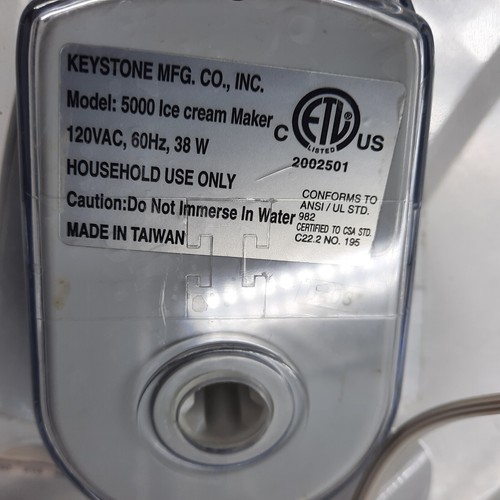 KEYSTONE MFG. CO., INC.
Model: 5000 Ice cream Maker
120VAC, 60Hz, 38 W
HOUSEHOLD USE ONLY
Caution:Do Not Immerse In Water
MADE IN TAIWAN
C ETL US
LISTED
2002501
CONFORMS TO
ANSI / UL STD.
982
CERTIFIED TO CSA STD.
C22.2 NO. 195